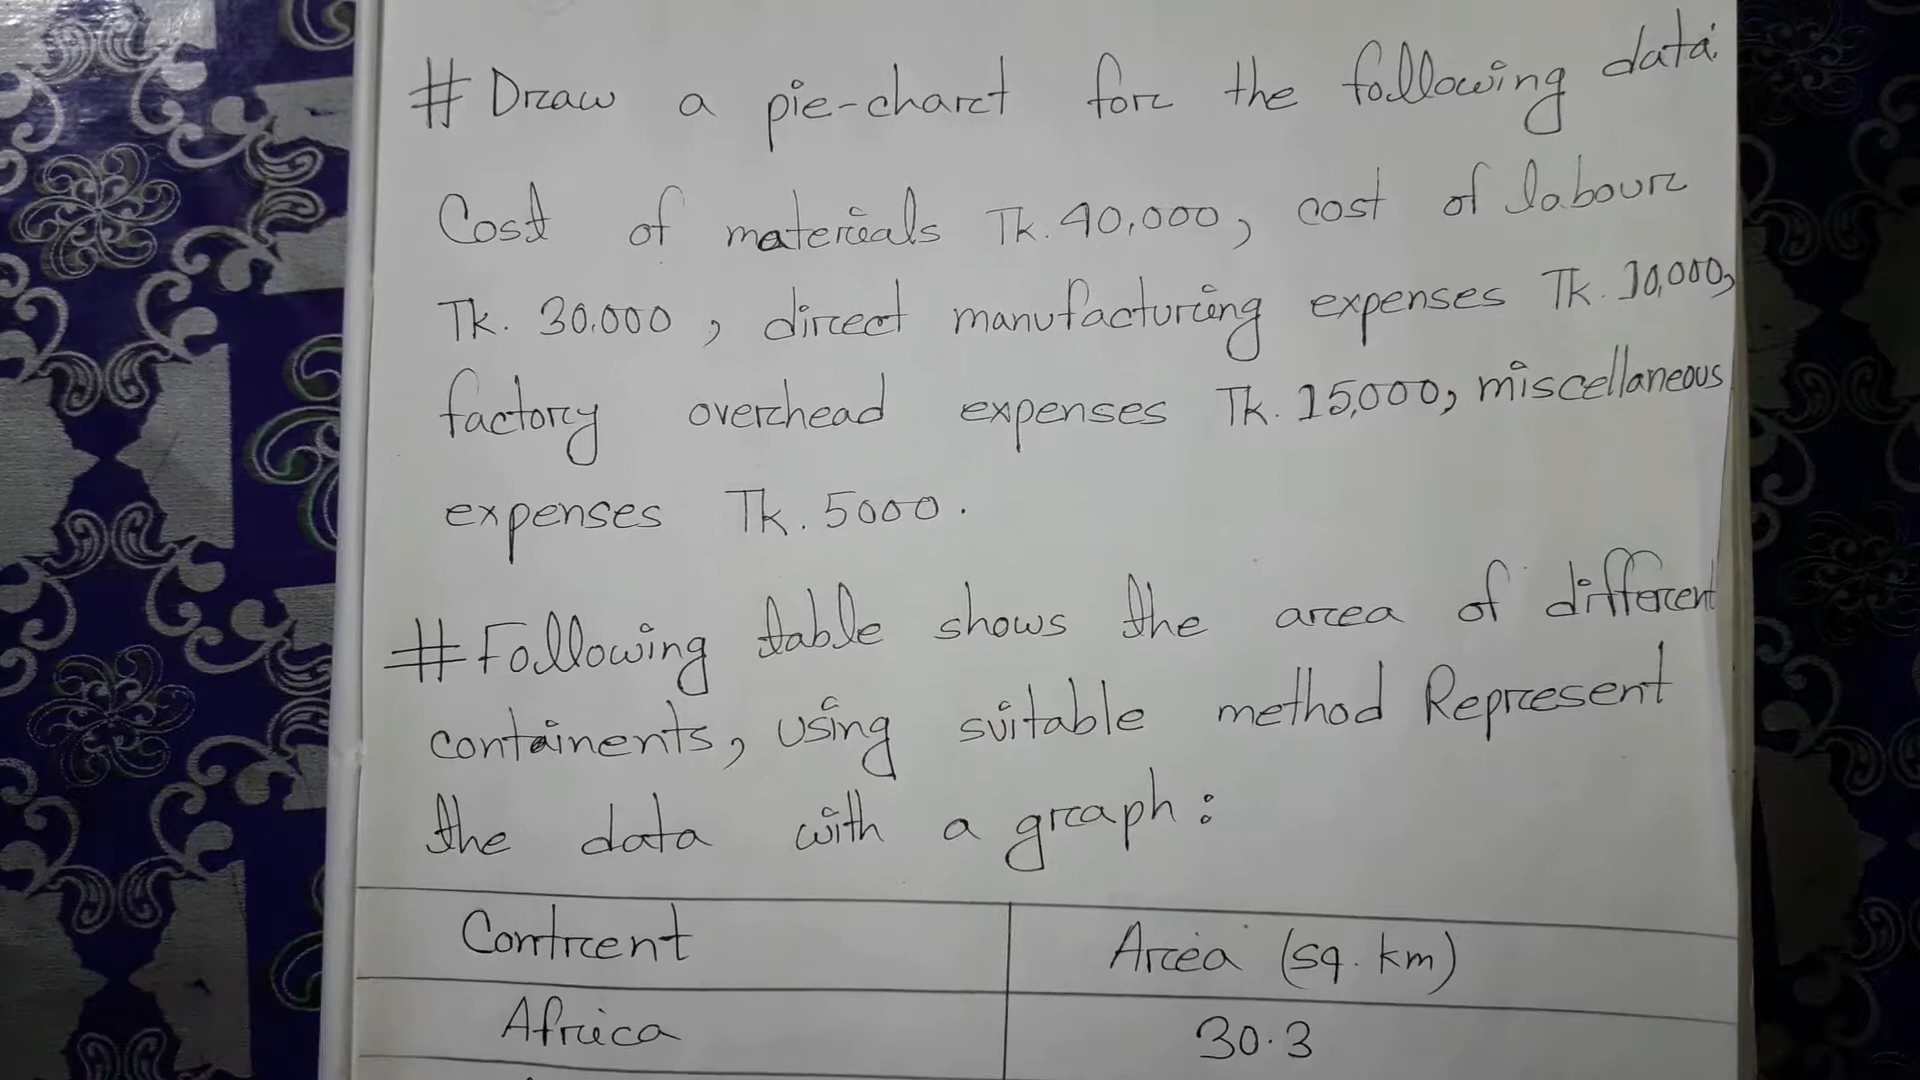 # Draw a pie-chart for the following data:
Cost of materials Tk. 40,000, cost of labour
Tk. 30.000, direct manufacturing expenses Tk. 10,000,
factory overhead expenses Tk. 15,000, miscellaneous
expenses Tk. 5000.
# Following table shows the area of different
containents, using suitable method Represent
the data with a graph:
Contrent Area (sq. km)
Africa 30.3